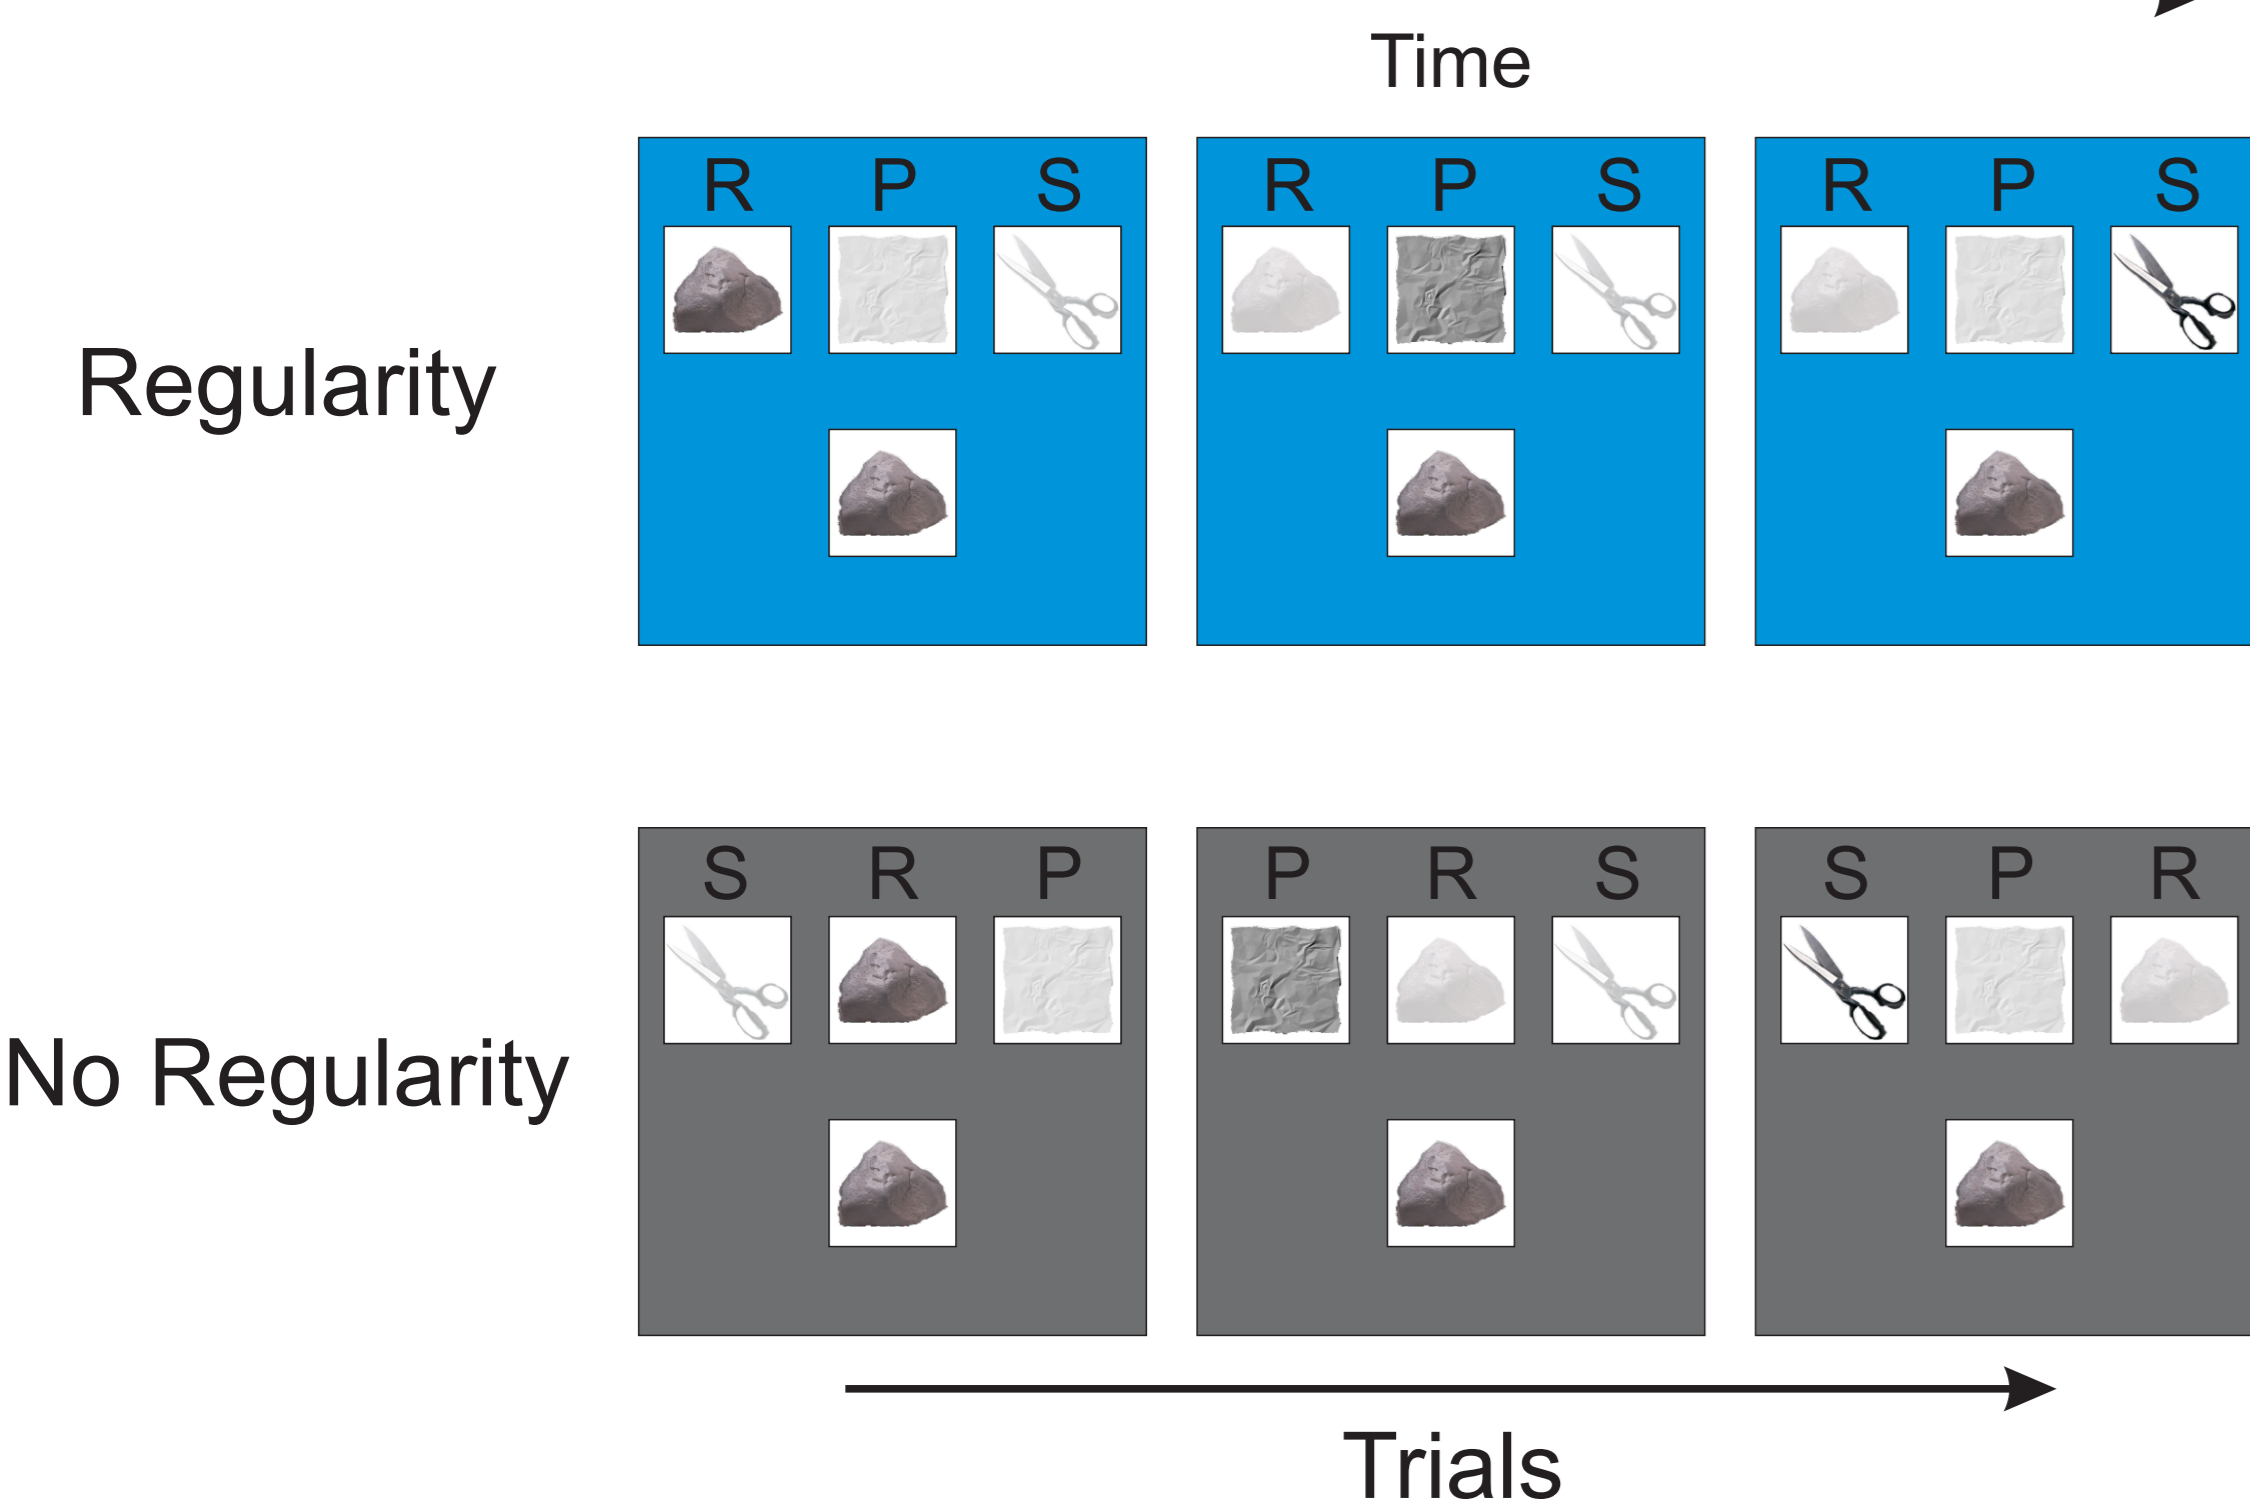 Time
R P S R P S R P S
Regularity
S R P P R S S P R
No Regularity
Trials